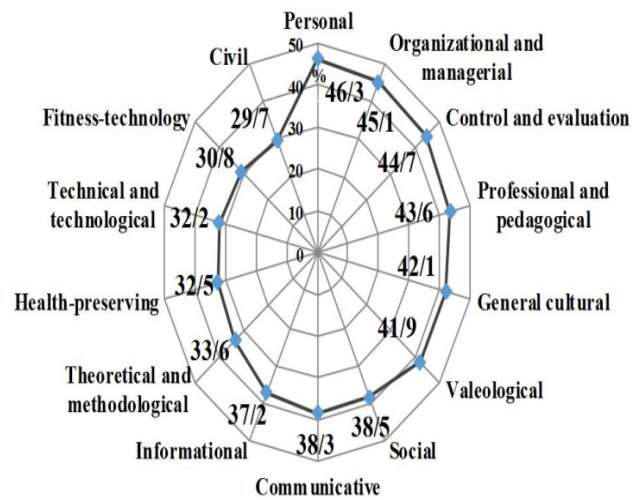 Personal
50
%
40
30
20
10
0
46/3
Organizational and
managerial
45/1
Control and evaluation
44/7
Professional and
pedagogical
43/6
General cultural
42/1
Valeological
41/9
Social
38/5
Communicative
38/3
Informational
37/2
Theoretical and
methodological
33/6
Health-preserving
32/5
Technical and
technological
32/2
Fitness-technology
30/8
Civil
29/7